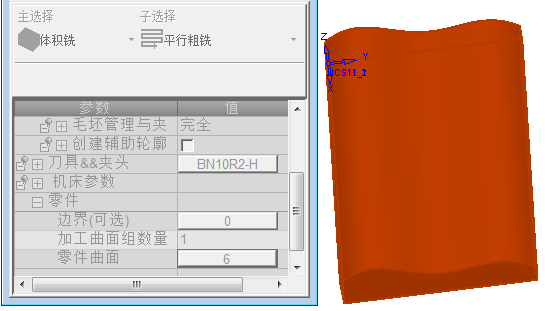 主选择 子选择
体积铣 平行粗铣
参数 值
毛坯管理与夹 完全
创建辅助轮廓
刀具&&夹头 BN10R2-H
机床参数
零件
边界(可选) 0
加工曲面组数量 1
零件曲面 6
Z
Y
UCS11_2
X